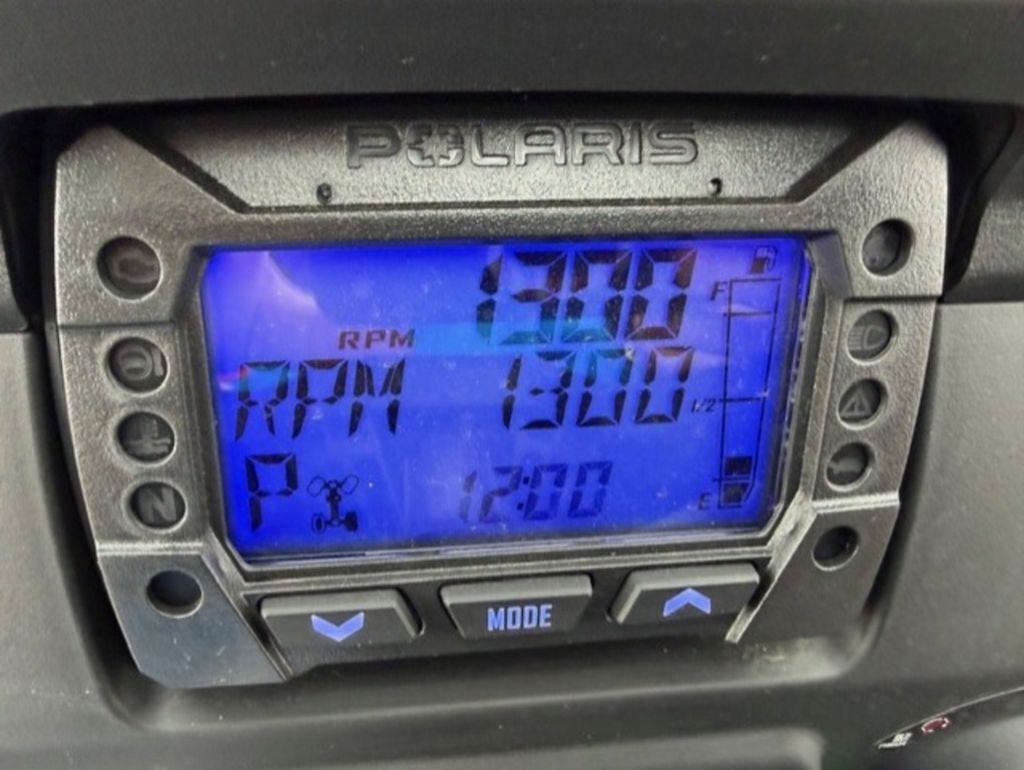 POLARIS
1300
RPM
F
RPM 1300
1/2
P 12:00
E
N
MODE